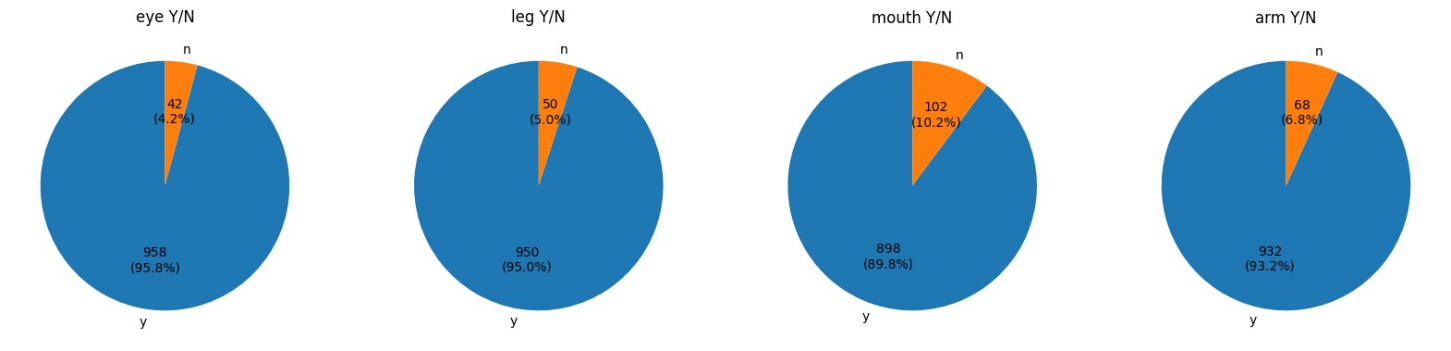 eye Y/N
n
42
(4.2%)
958
(95.8%)
y
leg Y/N
n
50
(5.0%)
950
(95.0%)
y
mouth Y/N
n
102
(10.2%)
898
(89.8%)
y
arm Y/N
n
68
(6.8%)
932
(93.2%)
y